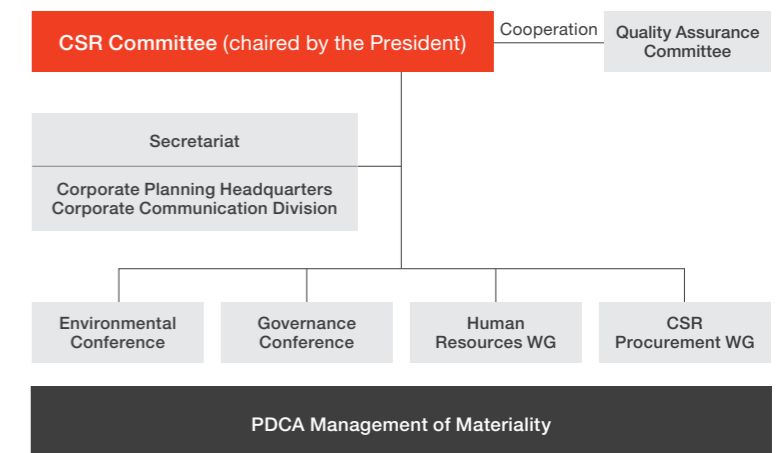 CSR Committee (chaired by the President)
Cooperation
Quality Assurance
Committee
Secretariat
Corporate Planning Headquarters
Corporate Communication Division
Environmental
Conference
Governance
Conference
Human
Resources WG
CSR
Procurement WG
PDCA Management of Materiality